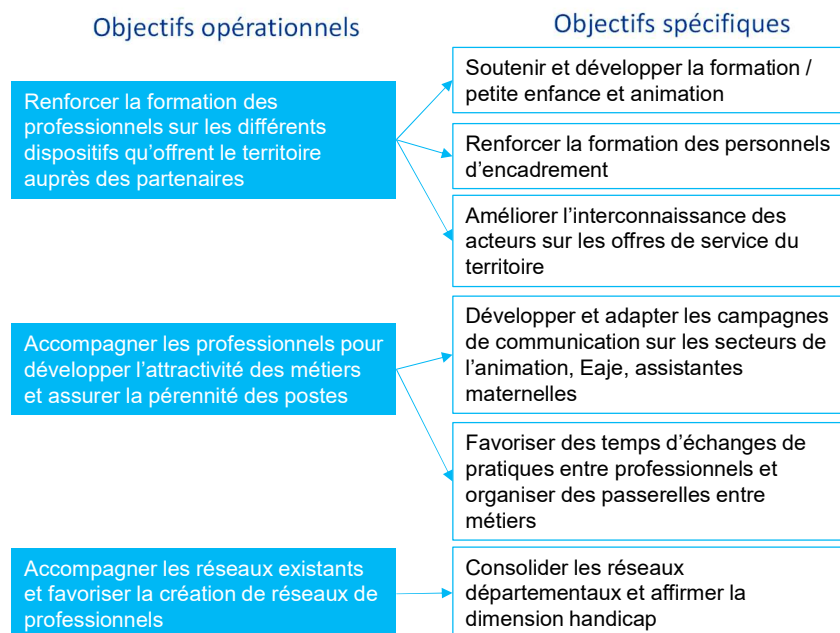 Objectifs opérationnels
Objectifs spécifiques
Renforcer la formation des
professionnels sur les différents
dispositifs qu’offrent le territoire
auprès des partenaires
Soutenir et développer la formation /
petite enfance et animation
Renforcer la formation des personnels
d’encadrement
Améliorer l’interconnaissance des
acteurs sur les offres de service du
territoire
Accompagner les professionnels pour
développer l’attractivité des métiers
et assurer la pérennité des postes
Développer et adapter les campagnes
de communication sur les secteurs de
l’animation, Eaje, assistantes
maternelles
Favoriser des temps d’échanges de
pratiques entre professionnels et
organiser des passerelles entre
métiers
Accompagner les réseaux existants
et favoriser la création de réseaux de
professionnels
Consolider les réseaux
départementaux et affirmer la
dimension handicap